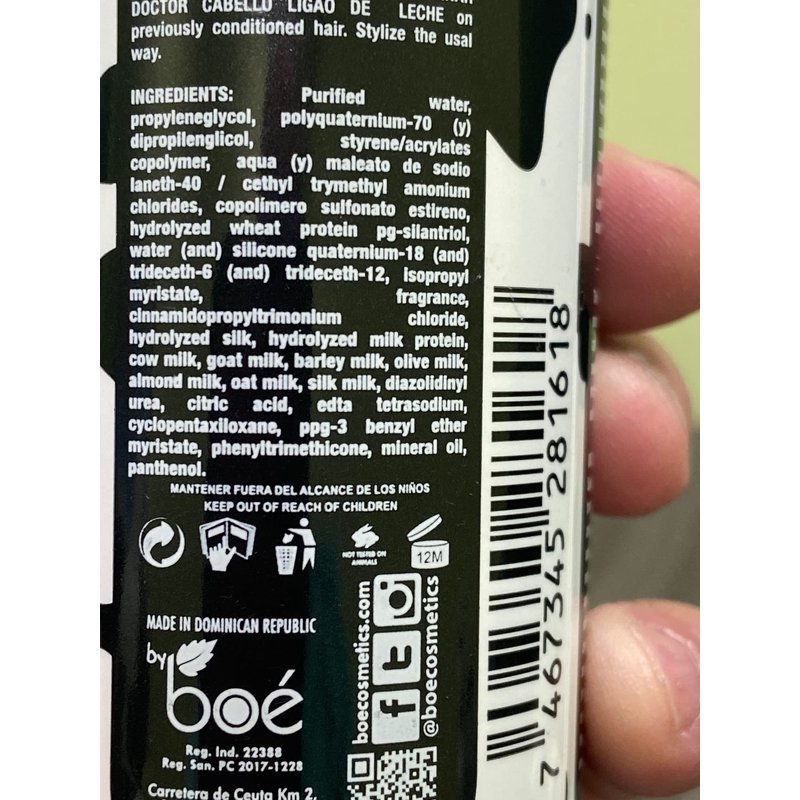 DOCTOR CABELLO LIGAO DE LECHE on
previously conditioned hair. Stylize the usal
way.
INGREDIENTS: Purified water,
propyleneglycol, polyquaternium-70 (y)
dipropilenglicol, styrene/acrylates
copolymer, aqua (y) maleato de sodio
laneth-40 / cethyl trymethyl amonium
chlorides, copolímero sulfonato estireno,
hydrolyzed wheat protein pg-silantriol,
water (and) silicone quaternium-18 (and)
trideceth-6 (and) trideceth-12, isopropyl
myristate, fragrance,
cinnamidopropyltrimonium chloride,
hydrolyzed silk, hydrolyzed milk protein,
cow milk, goat milk, barley milk, olive milk,
almond milk, oat milk, silk milk, diazolidinyl
urea, citric acid, edta tetrasodium,
cyclopentaxiloxane, ppg-3 benzyl ether
myristate, phenyltrimethicone, mineral oil,
panthenol.
MANTENER FUERA DEL ALCANCE DE LOS NIÑOS
KEEP OUT OF REACH OF CHILDREN
NOT TESTED ON
ANIMALS
12M
MADE IN DOMINICAN REPUBLIC
by
boé
Reg. Ind. 22388
Reg. San. PC 2017-1228
Carretera de Ceuta Km 2,
boecosmetics.com
@boecosmetics
7 467345 281618